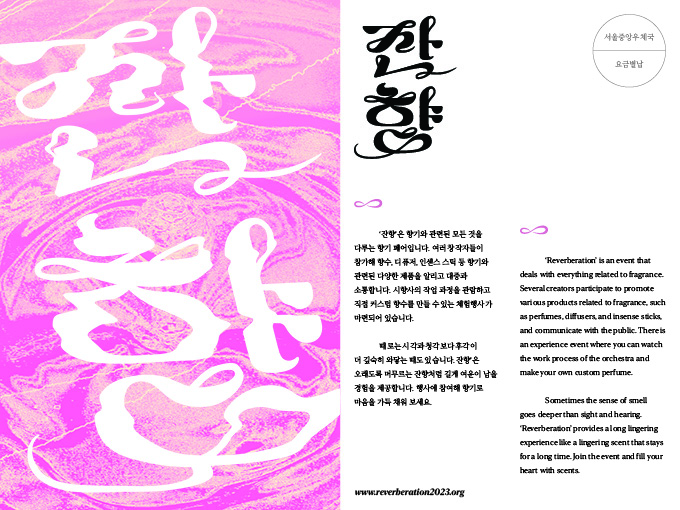 잔
향
잔
향
서울중앙우체국
요금별납
‘잔향’은 향기와 관련된 모든 것을
다루는 향기 페어입니다. 여러 창작자들이
참가해 향수, 디퓨저, 인센스 스틱 등 향기와
관련된 다양한 제품을 알리고 대중과
소통합니다. 시향사의 작업 과정을 관람하고
직접 커스텀 향수를 만들 수 있는 체험행사가
마련되어 있습니다.
때로는 시각과 청각보다 후각이
더 깊숙히 와닿는 때도 있습니다. 잔향’은
오래도록 머무르는 잔향처럼 길게 여운이 남을
경험을 제공합니다. 행사에 참여해 향기로
마음을 가득 채워 보세요.
www.reverberation2023.org
‘Reverberation’ is an event that
deals with everything related to fragrance.
Several creators participate to promote
various products related to fragrance, such
as perfumes, diffusers, and insense sticks,
and communicate with the public. There is
an experience event where you can watch
the work process of the orchestra and
make your own custom perfume.
Sometimes the sense of smell
goes deeper than sight and hearing.
‘Reverberation’ provides a long lingering
experience like a lingering scent that stays
for a long time. Join the event and fill your
heart with scents.